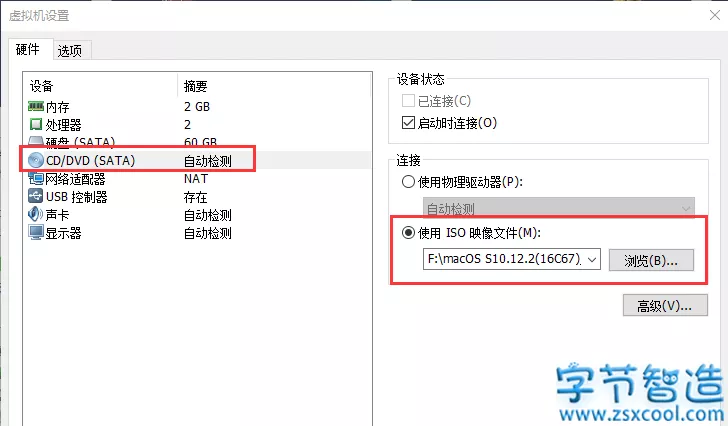 虚拟机设置
硬件 选项
设备 摘要
内存 2 GB
处理器 2
硬盘 (SATA) 60 GB
CD/DVD (SATA) 自动检测
网络适配器 NAT
USB 控制器 存在
声卡 自动检测
显示器 自动检测
设备状态
已连接(C)
启动时连接(O)
连接
使用物理驱动器(P):
自动检测
使用 ISO 映像文件(M):
F:\macOS S10.12.2(16C67)
浏览(B)...
高级(V)...
字节智造
www.zsxcool.com